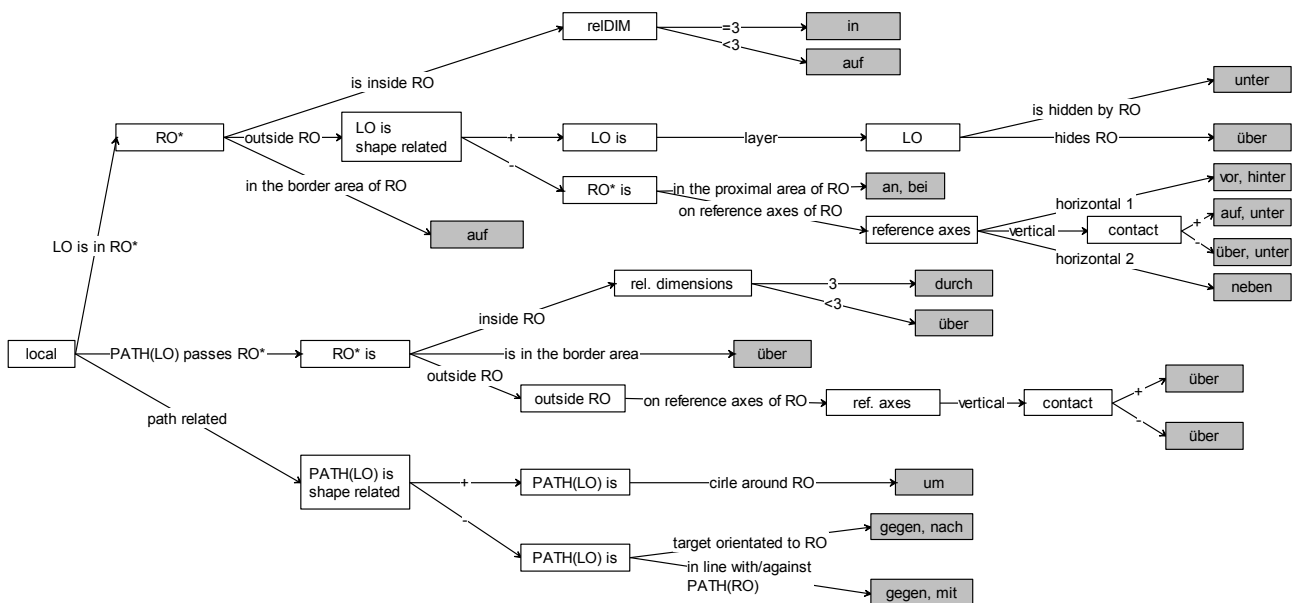 relDIM
=3
<3
in
auf
is inside RO
RO*
outside RO
LO is
shape related
+
-
LO is
layer
LO
is hidden by RO
hides RO
unter
über
in the border area of RO
auf
RO* is
in the proximal area of RO
on reference axes of RO
an, bei
reference axes
horizontal 1
vertical
horizontal 2
vor, hinter
contact
+
-
auf, unter
über, unter
neben
LO is in RO*
local
PATH(LO) passes RO*
RO* is
inside RO
rel. dimensions
3
<3
durch
über
is in the border area
über
outside RO
outside RO
on reference axes of RO
ref. axes
vertical
contact
+
-
über
über
path related
PATH(LO) is
shape related
+
-
PATH(LO) is
cirle around RO
um
PATH(LO) is
target orientated to RO
gegen, nach
in line with/against
PATH(RO)
gegen, mit